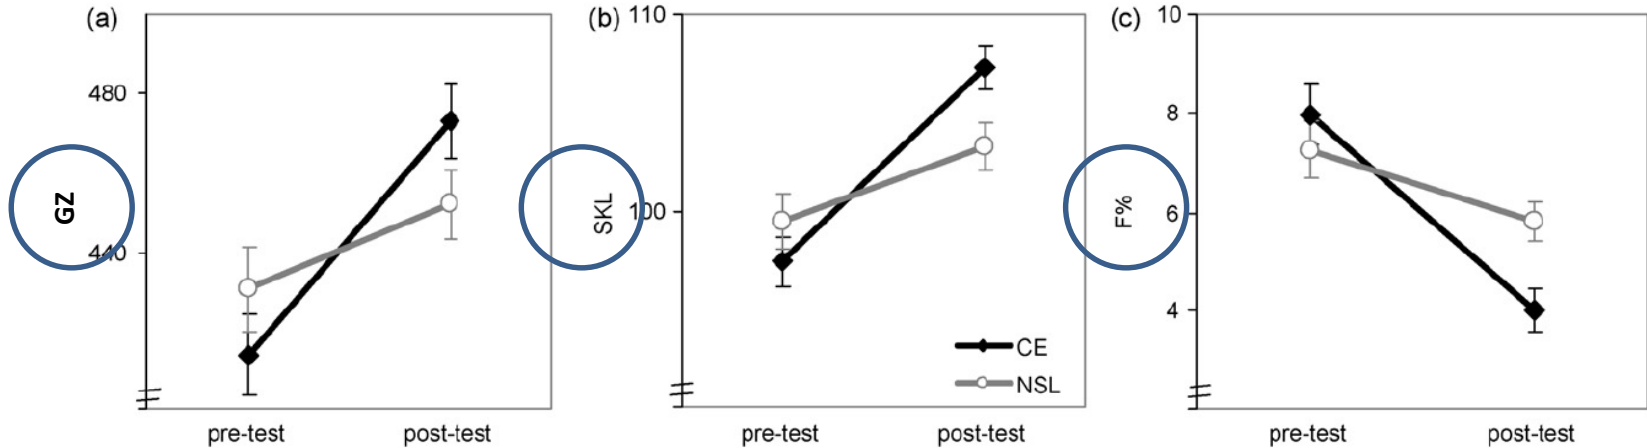 (a)
480
440
GZ
pre-test post-test
(b)
110
100
SKL
CE
NSL
pre-test post-test
(c)
10
8
6
4
F%
pre-test post-test